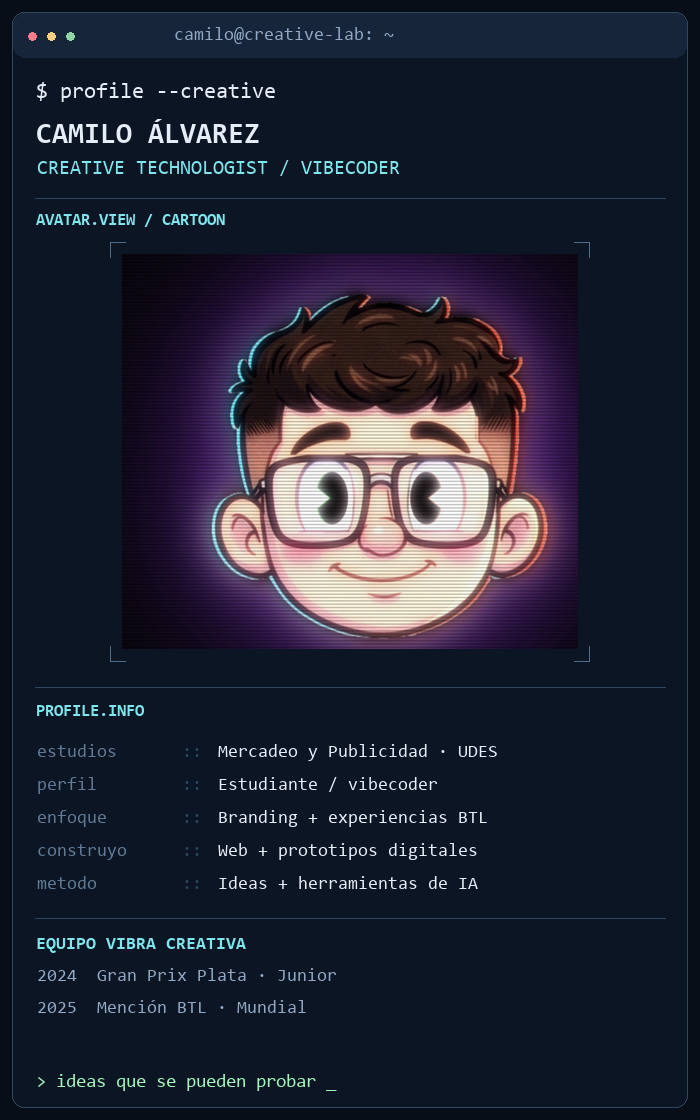 camilo@creative-lab: ~
$ profile --creative
CAMILO ÁLVAREZ
CREATIVE TECHNOLOGIST / VIBECODER
AVATAR.VIEW / CARTOON
PROFILE.INFO
estudios :: Mercadeo y Publicidad · UDES
perfil :: Estudiante / vibecoder
enfoque :: Branding + experiencias BTL
construyo :: Web + prototipos digitales
metodo :: Ideas + herramientas de IA
EQUIPO VIBRA CREATIVA
2024 Gran Prix Plata · Junior
2025 Mención BTL · Mundial
> ideas que se pueden probar _